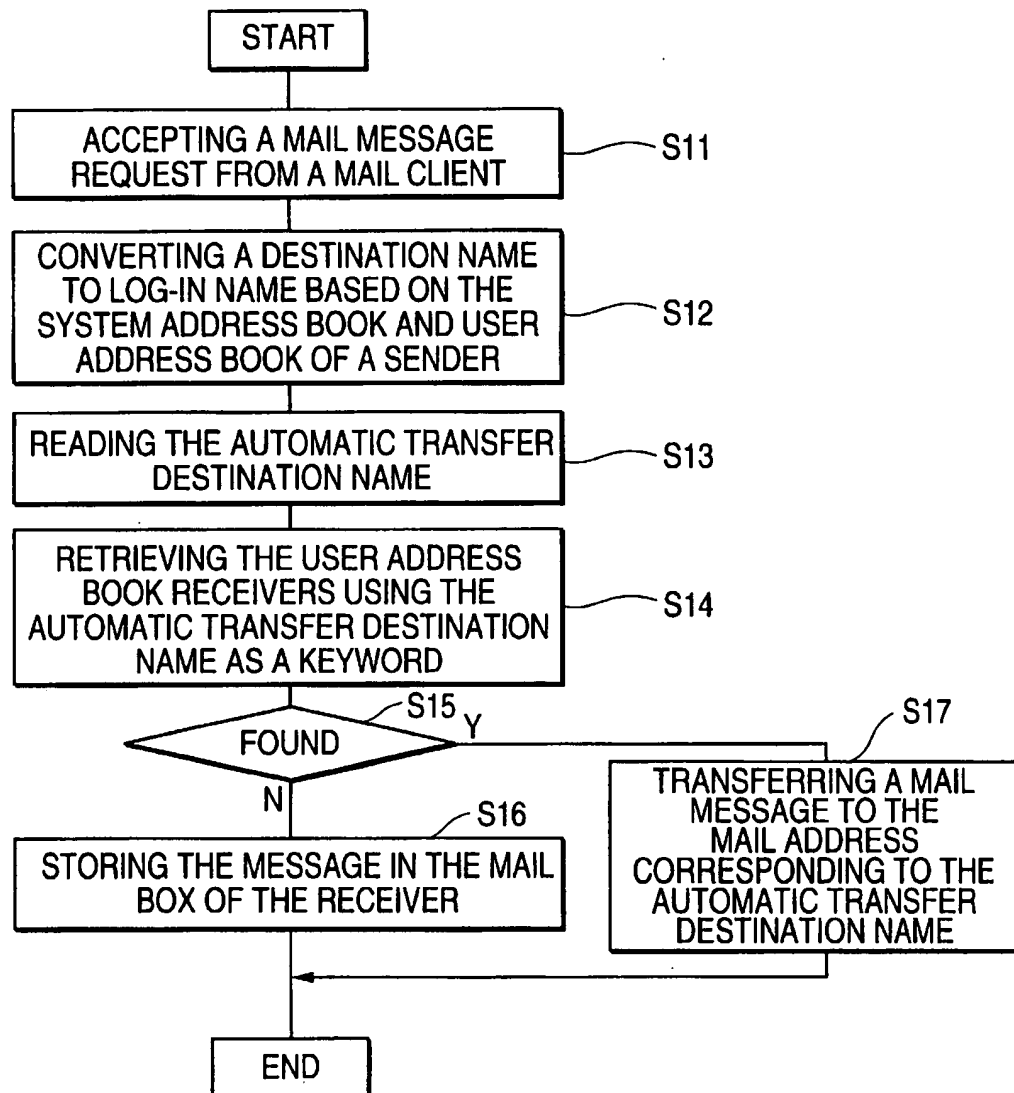 START
ACCEPTING A MAIL MESSAGE
REQUEST FROM A MAIL CLIENT
S11
CONVERTING A DESTINATION NAME
TO LOG-IN NAME BASED ON THE
SYSTEM ADDRESS BOOK AND USER
ADDRESS BOOK OF A SENDER
S12
READING THE AUTOMATIC TRANSFER
DESTINATION NAME
S13
RETRIEVING THE USER ADDRESS
BOOK RECEIVERS USING THE
AUTOMATIC TRANSFER DESTINATION
NAME AS A KEYWORD
S14
S15
FOUND
Y
N
S16
STORING THE MESSAGE IN THE MAIL
BOX OF THE RECEIVER
S17
TRANSFERRING A MAIL
MESSAGE TO THE
MAIL ADDRESS
CORRESPONDING TO THE
AUTOMATIC TRANSFER
DESTINATION NAME
END